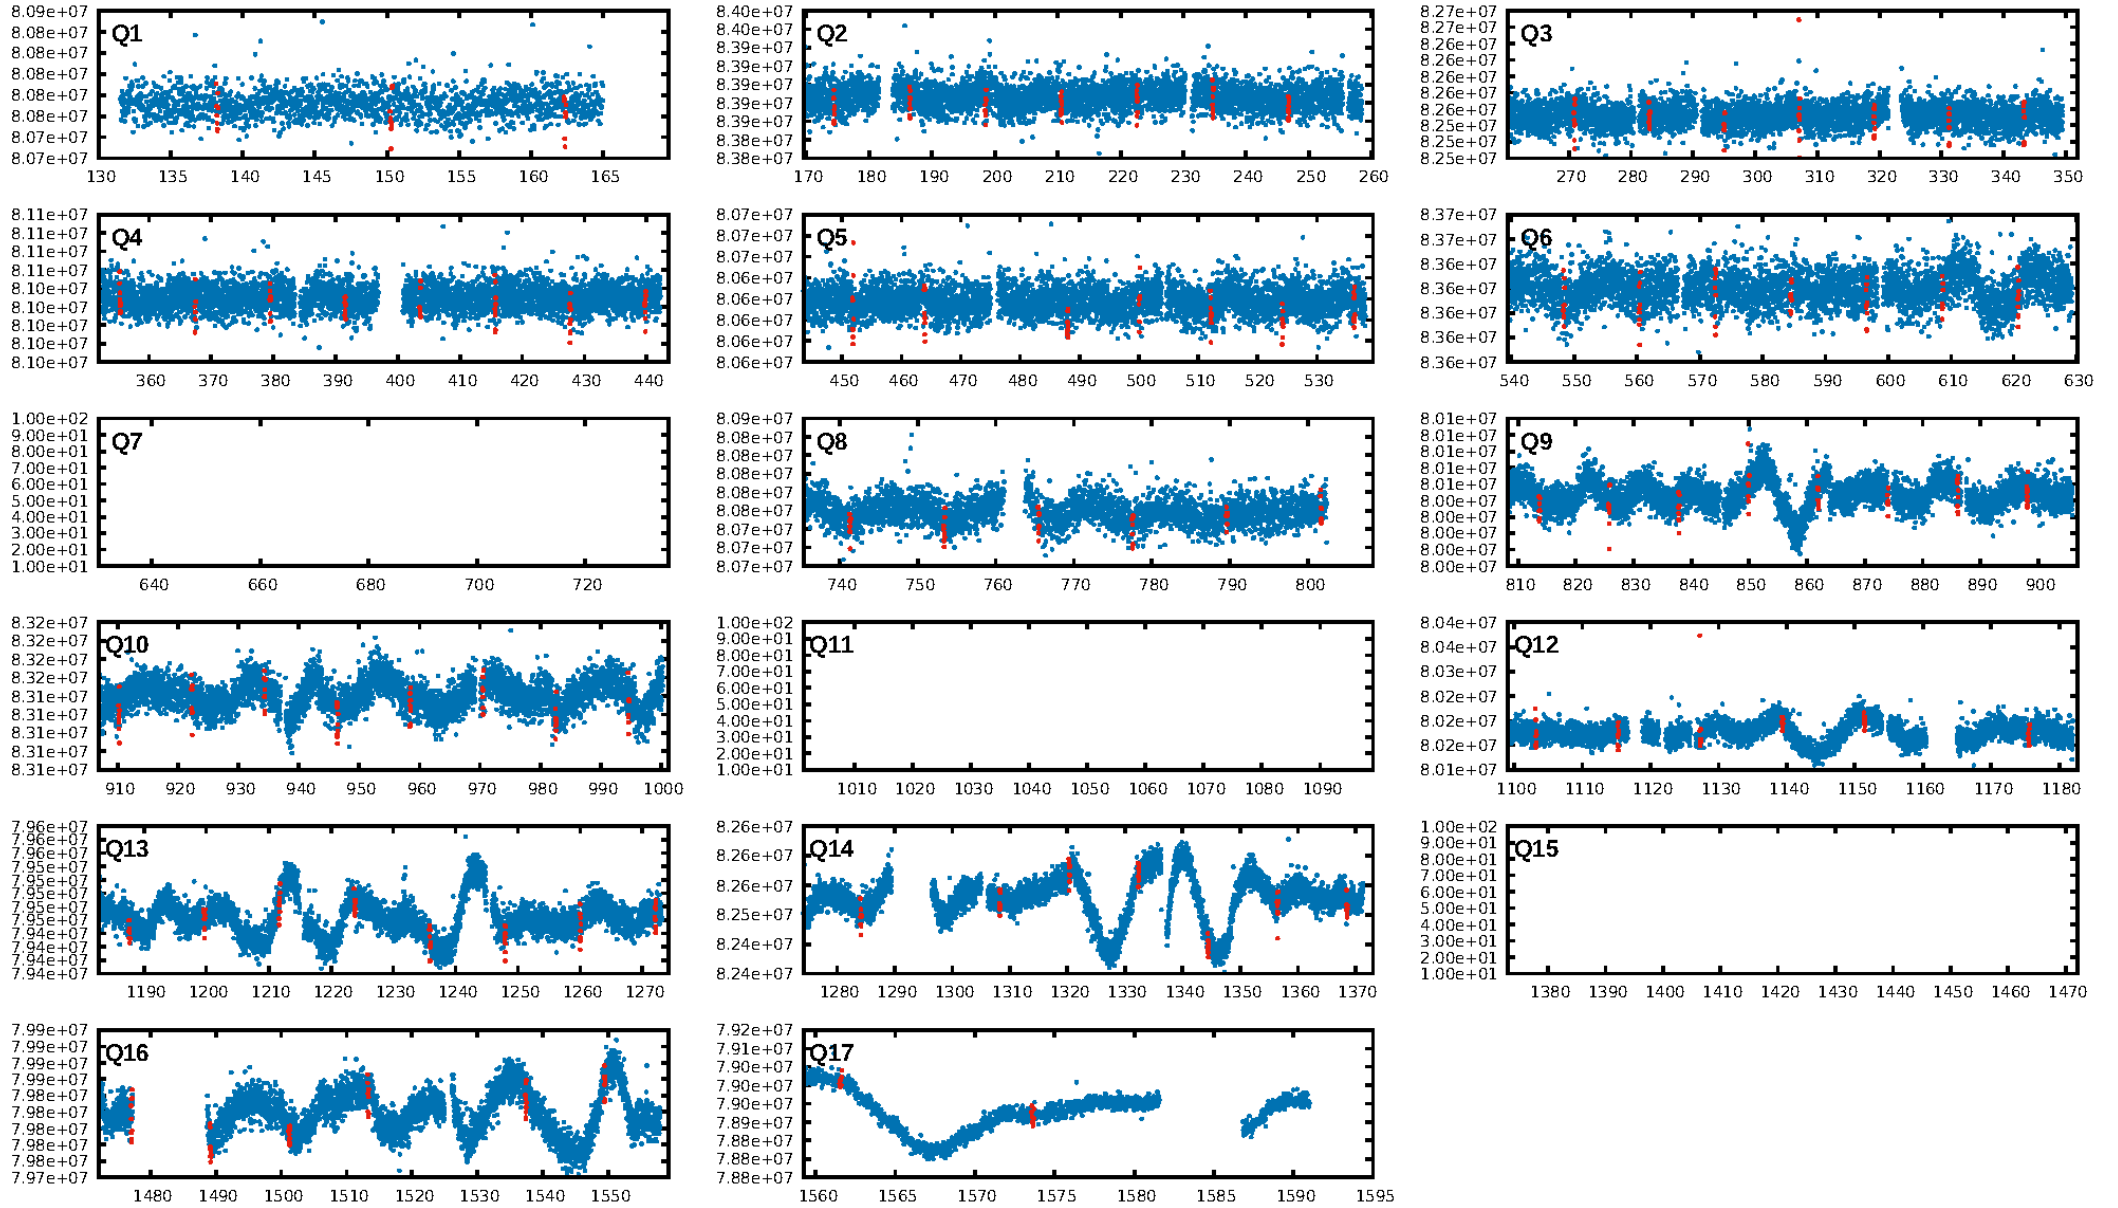 8.09e+07
8.08e+07
8.08e+07
8.08e+07
8.08e+07
8.08e+07
8.07e+07
8.07e+07
Q1
130 135 140 145 150 155 160 165
8.40e+07
8.40e+07
8.39e+07
8.39e+07
8.39e+07
8.39e+07
8.38e+07
8.38e+07
Q2
170 180 190 200 210 220 230 240 250 260
8.27e+07
8.27e+07
8.26e+07
8.26e+07
8.26e+07
8.26e+07
8.26e+07
8.25e+07
8.25e+07
8.25e+07
Q3
270 280 290 300 310 320 330 340 350
8.11e+07
8.11e+07
8.11e+07
8.11e+07
8.10e+07
8.10e+07
8.10e+07
8.10e+07
8.10e+07
Q4
360 370 380 390 400 410 420 430 440
8.07e+07
8.07e+07
8.07e+07
8.06e+07
8.06e+07
8.06e+07
8.06e+07
8.06e+07
Q5
450 460 470 480 490 500 510 520 530
8.37e+07
8.37e+07
8.36e+07
8.36e+07
8.36e+07
8.36e+07
8.36e+07
Q6
540 550 560 570 580 590 600 610 620 630
1.00e+02
9.00e+01
8.00e+01
7.00e+01
6.00e+01
5.00e+01
4.00e+01
3.00e+01
2.00e+01
1.00e+01
Q7
640 660 680 700 720
8.09e+07
8.08e+07
8.08e+07
8.08e+07
8.08e+07
8.08e+07
8.07e+07
8.07e+07
8.07e+07
Q8
740 750 760 770 780 790 800
8.01e+07
8.01e+07
8.01e+07
8.01e+07
8.01e+07
8.00e+07
8.00e+07
8.00e+07
8.00e+07
8.00e+07
Q9
810 820 830 840 850 860 870 880 890 900
8.32e+07
8.32e+07
8.32e+07
8.32e+07
8.31e+07
8.31e+07
8.31e+07
8.31e+07
8.31e+07
Q10
910 920 930 940 950 960 970 980 990 1000
1.00e+02
9.00e+01
8.00e+01
7.00e+01
6.00e+01
5.00e+01
4.00e+01
3.00e+01
2.00e+01
1.00e+01
Q11
1010 1020 1030 1040 1050 1060 1070 1080 1090
8.04e+07
8.04e+07
8.03e+07
8.02e+07
8.02e+07
8.02e+07
8.01e+07
Q12
1100 1110 1120 1130 1140 1150 1160 1170 1180
7.96e+07
7.96e+07
7.96e+07
7.95e+07
7.95e+07
7.95e+07
7.95e+07
7.95e+07
7.94e+07
7.94e+07
7.94e+07
7.94e+07
Q13
1190 1200 1210 1220 1230 1240 1250 1260 1270
8.26e+07
8.26e+07
8.26e+07
8.25e+07
8.24e+07
8.24e+07
Q14
1280 1290 1300 1310 1320 1330 1340 1350 1360 1370
1.00e+02
9.00e+01
8.00e+01
7.00e+01
6.00e+01
5.00e+01
4.00e+01
3.00e+01
2.00e+01
1.00e+01
Q15
1380 1390 1400 1410 1420 1430 1440 1450 1460 1470
7.99e+07
7.99e+07
7.99e+07
7.99e+07
7.98e+07
7.98e+07
7.98e+07
7.98e+07
7.98e+07
7.97e+07
Q16
1480 1490 1500 1510 1520 1530 1540 1550
7.92e+07
7.91e+07
7.90e+07
7.90e+07
7.90e+07
7.89e+07
7.88e+07
7.88e+07
7.88e+07
Q17
1560 1565 1570 1575 1580 1585 1590 1595